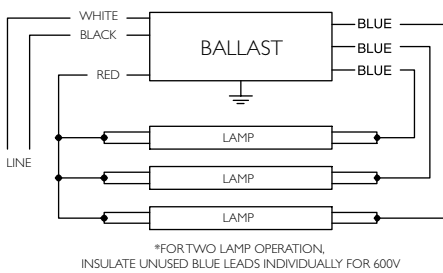 WHITE
BLACK
RED
BALLAST
BLUE
BLUE
BLUE
LINE
LAMP
LAMP
LAMP
*FOR TWO LAMP OPERATION,
INSULATE UNUSED BLUE LEADS INDIVIDUALLY FOR 600V